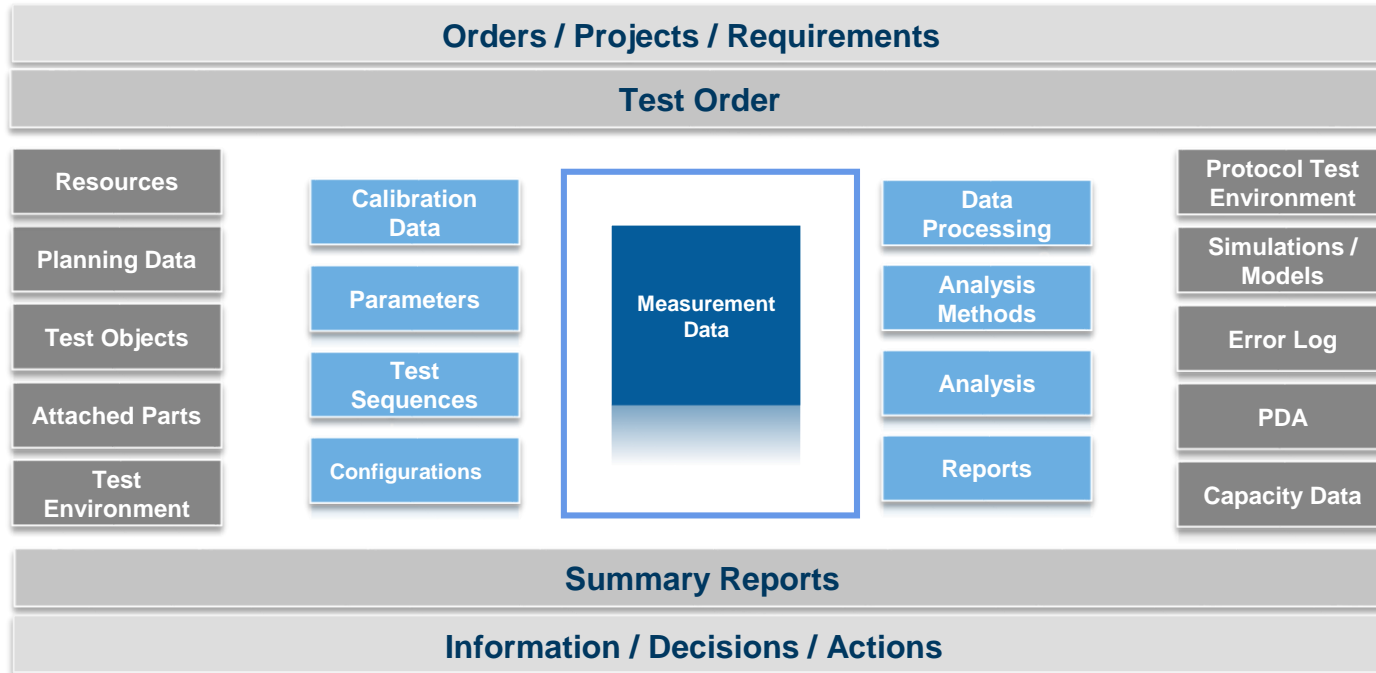 Orders / Projects / Requirements
Test Order
Resources
Planning Data
Test Objects
Attached Parts
Test
Environment
Calibration
Data
Parameters
Test
Sequences
Configurations
Measurement
Data
Data
Processing
Analysis
Methods
Analysis
Reports
Protocol Test
Environment
Simulations /
Models
Error Log
PDA
Capacity Data
Summary Reports
Information / Decisions / Actions